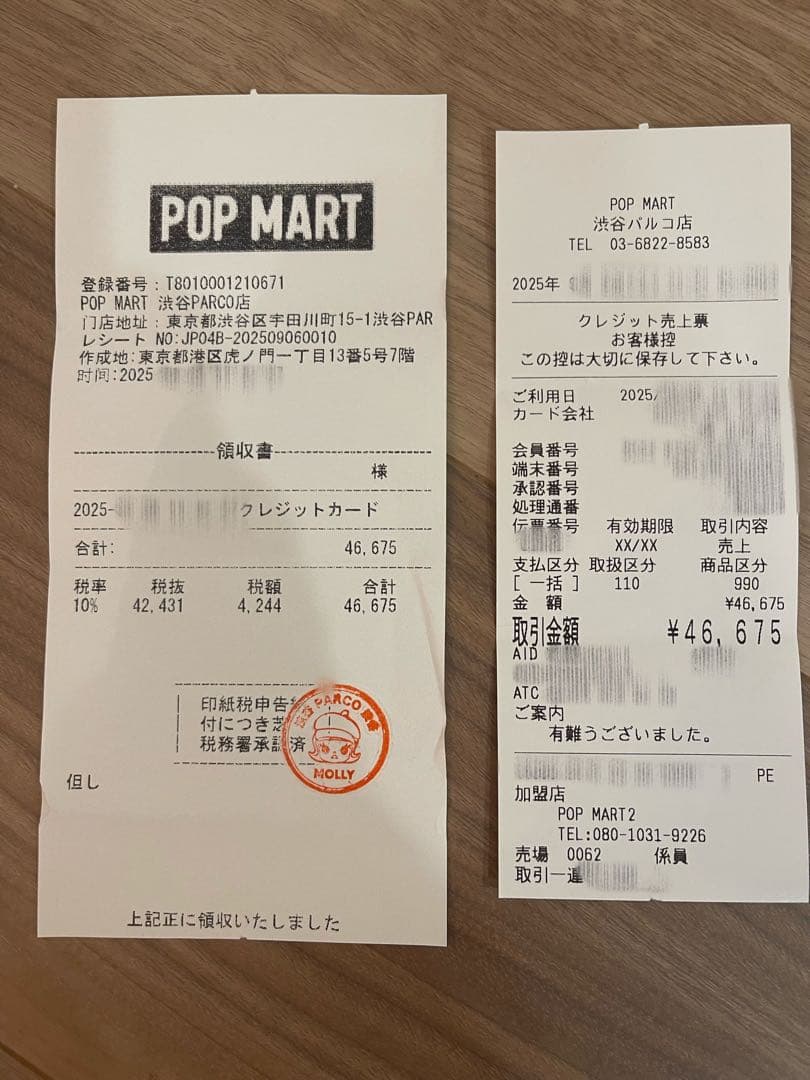 POP MART
登録番号：T8010001210671
POP MART 渋谷PARCO店
门店地址：東京都渋谷区宇田川町15-1渋谷PAR
レシート NO:JP04B-202509060010
作成地:東京都港区虎ノ門一丁目13番5号7階
时间:2025
領収書
様
2025- クレジットカード
合計: 46,675
税率 税抜 税額 合計
10% 42,431 4,244 46,675
印紙税申告
付につき芝
税務署承認済
渋谷 PARCO
MOLLY
但し
上記正に領収いたしました
POP MART
渋谷パルコ店
TEL 03-6822-8583
2025年
クレジット売上票
お客様控
この控は大切に保存して下さい。
ご利用日 2025/
カード会社
会員番号
端末番号
承認番号
処理通番
伝票番号 有効期限 取引内容
XX/XX 売上
支払区分 取扱区分 商品区分
[ 一括 ] 110 990
金 額 ¥46,675
取引金額 ¥46,675
AID
ATC
ご案内
有難うございました。
PE
加盟店
POP MART2
TEL:080-1031-9226
売場 0062 係員
取引一連